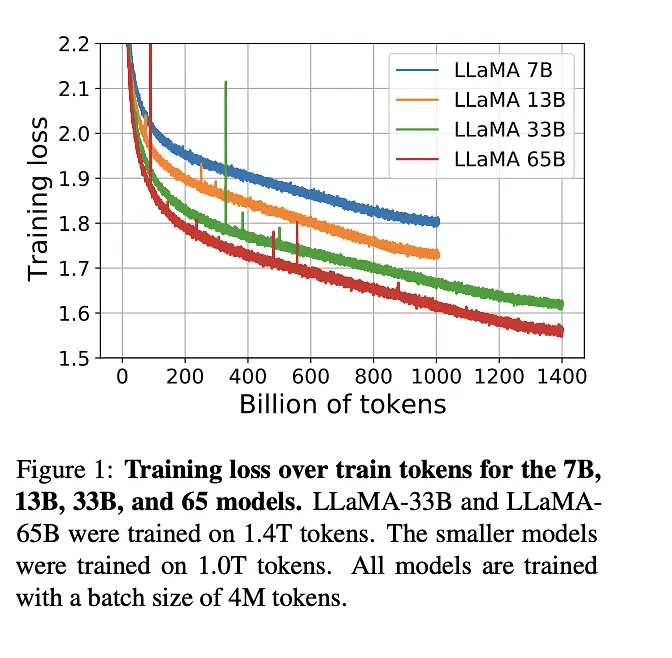 2.2
2.1
2.0
1.9
1.8
1.7
1.6
1.5
Training loss
LLaMA 7B
LLaMA 13B
LLaMA 33B
LLaMA 65B
0 200 400 600 800 1000 1200 1400
Billion of tokens
Figure 1: Training loss over train tokens for the 7B,
13B, 33B, and 65 models. LLaMA-33B and LLaMA-
65B were trained on 1.4T tokens. The smaller models
were trained on 1.0T tokens. All models are trained
with a batch size of 4M tokens.